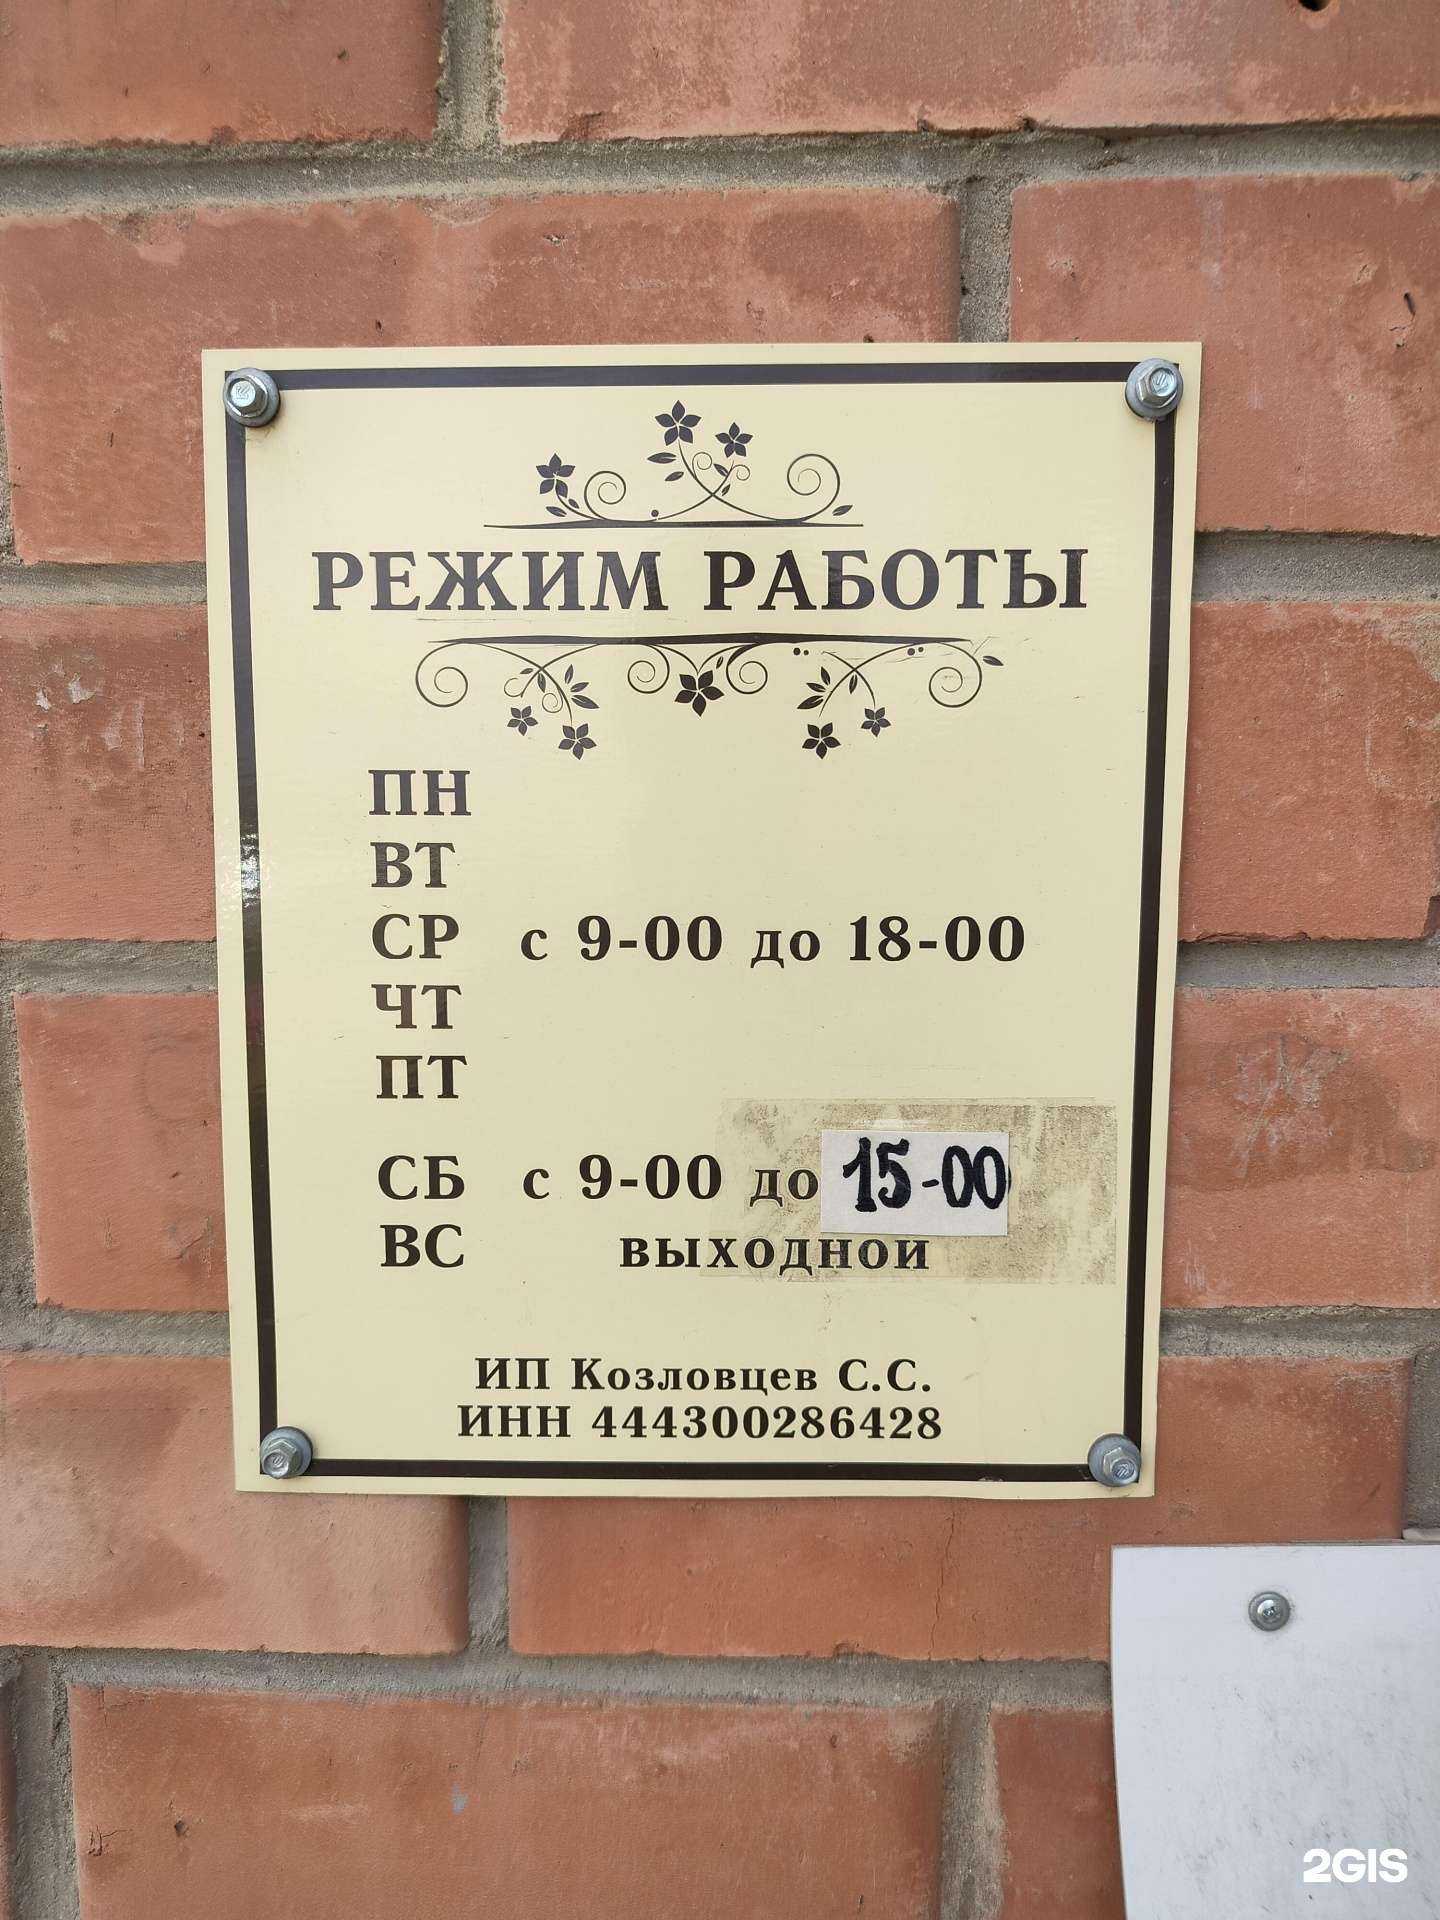 РЕЖИМ РАБОТЫ
ПН
ВТ
СР с 9-00 до 18-00
ЧТ
ПТ
СБ с 9-00 до 15-00
ВС выходной
ИП Козловцев С.С.
ИНН 444300286428
2GIS